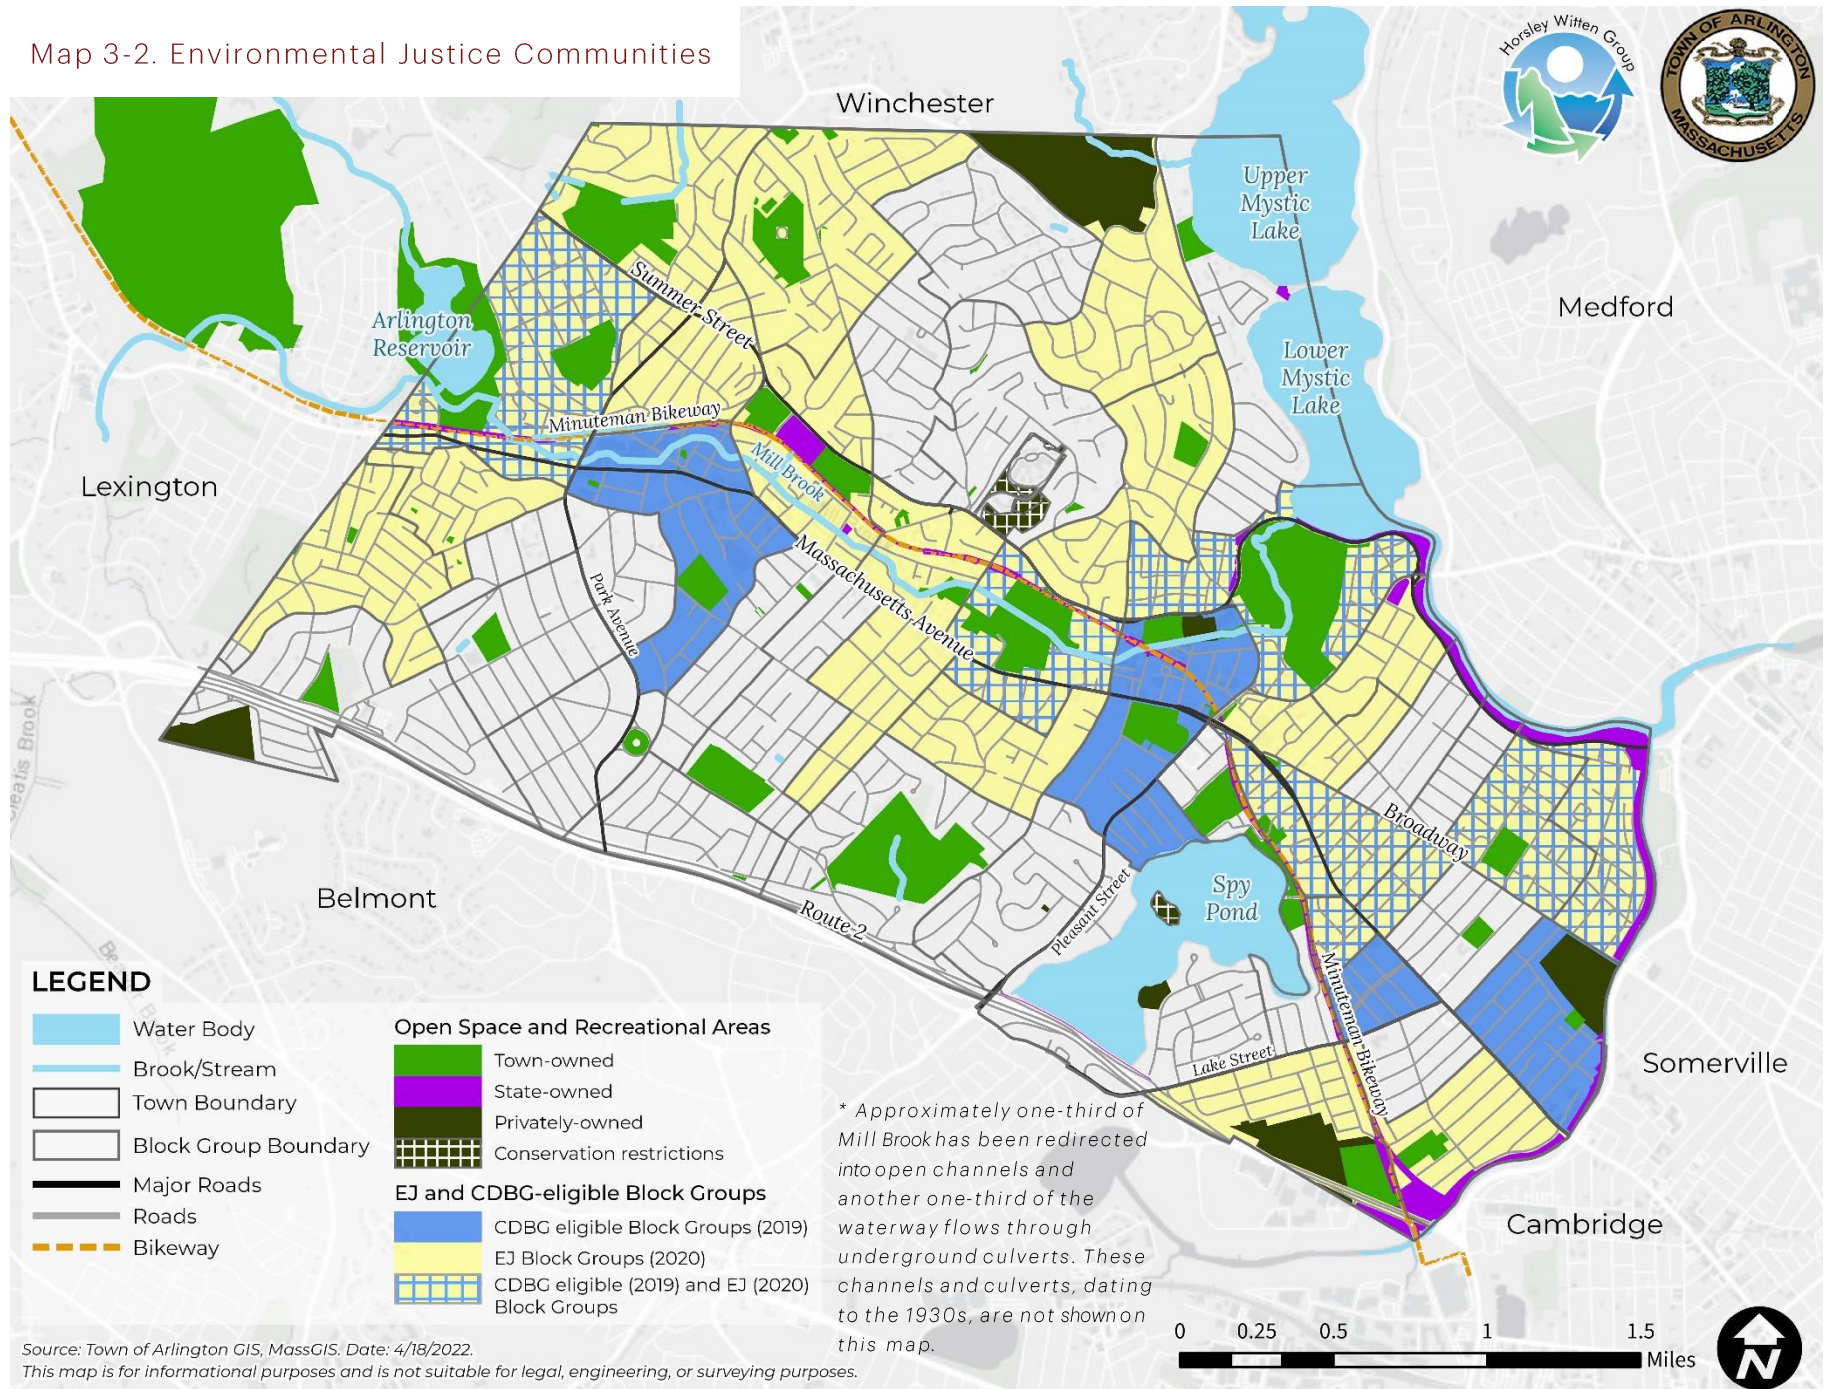 Map 3-2. Environmental Justice Communities
Horsley Witten Group
TOWN OF ARLINGTON
MASSACHUSETTS
Winchester
Upper
Mystic
Lake
Medford
Lower
Mystic
Lake
Arlington
Reservoir
Summer Street
Minuteman Bikeway
Mill Brook
Lexington
Massachusetts Avenue
Park Avenue
Broadway
Spy
Pond
Pleasant Street
Route 2
Belmont
Minuteman Bikeway
Lake Street
Somerville
Cambridge
LEGEND
Water Body
Brook/Stream
Town Boundary
Block Group Boundary
Major Roads
Roads
Bikeway
Open Space and Recreational Areas
Town-owned
State-owned
Privately-owned
Conservation restrictions
EJ and CDBG-eligible Block Groups
CDBG eligible Block Groups (2019)
EJ Block Groups (2020)
CDBG eligible (2019) and EJ (2020)
Block Groups
* Approximately one-third of
Mill Brook has been redirected
into open channels and
another one-third of the
waterway flows through
underground culverts. These
channels and culverts, dating
to the 1930s, are not shown on
this map.
0 0.25 0.5 1 1.5
Miles
N
Source: Town of Arlington GIS, MassGIS. Date: 4/18/2022.
This map is for informational purposes and is not suitable for legal, engineering, or surveying purposes.